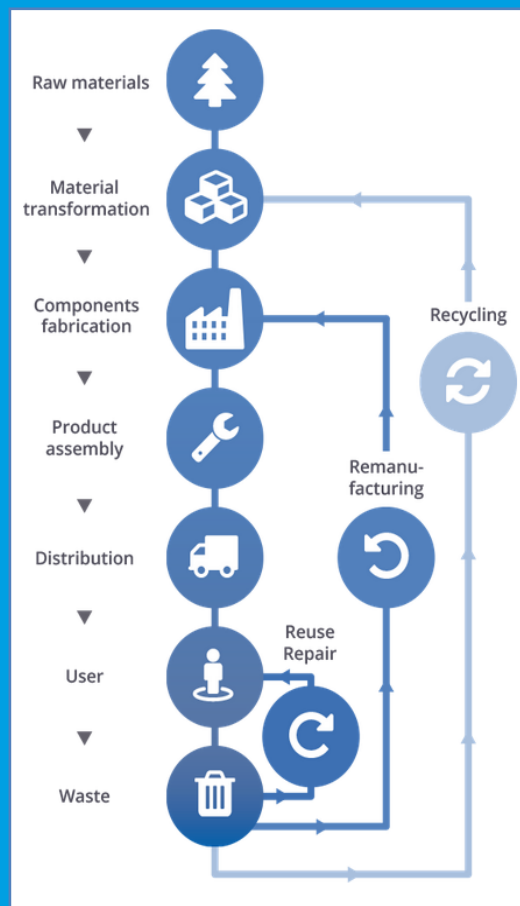 Raw materials
Material
transformation
Components
fabrication
Recycling
Product
assembly
Remanu-
facturing
Distribution
Reuse
Repair
User
Waste